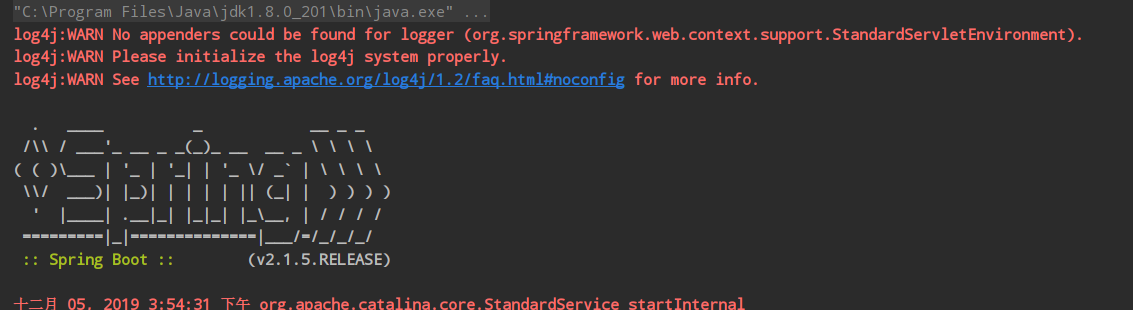 "C:\Program Files\Java\jdk1.8.0_201\bin\java.exe" ...
log4j:WARN No appenders could be found for logger (org.springframework.web.context.support.StandardServletEnvironment).
log4j:WARN Please initialize the log4j system properly.
log4j:WARN See http://logging.apache.org/log4j/1.2/faq.html#noconfig for more info.

  .   ____          _            __ _ _
 /\\ / ___'_ __ _ _(_)_ __  __ _ \ \ \ \
( ( )\___ | '_ | '_| | '_ \/ _` | \ \ \ \
 \\/  ___)| |_)| | | | | || (_| |  ) ) ) )
  '  |____| .__|_| |_|_| |_\__, | / / / /
 =========|_|==============|___/=/_/_/_/
 :: Spring Boot ::        (v2.1.5.RELEASE)

十二月 05, 2019 3:54:31 下午 org.apache.catalina.core.StandardService startInternal